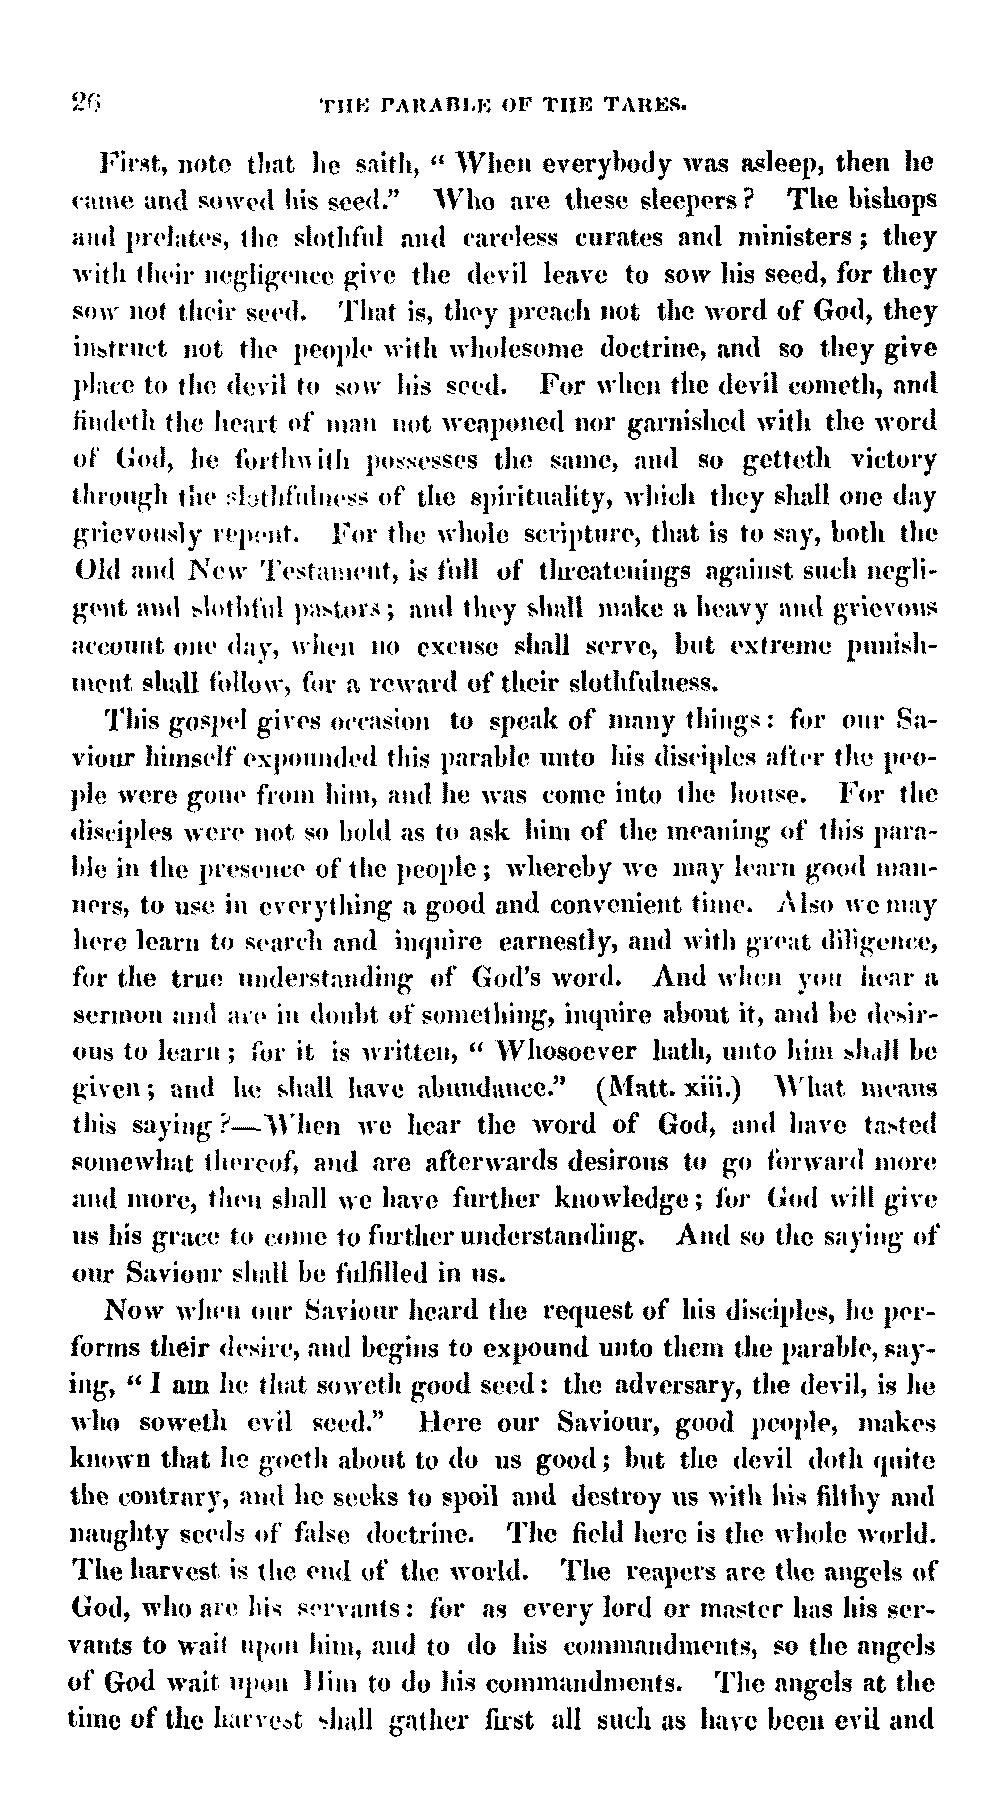 26 THE PARABLE OF THE TARES.
First, note that he saith, “ When everybody was asleep, then he
came and sowed his seed.” Who are these sleepers? The bishops
and prelates, the slothful and careless curates and ministers; they
with their negligence give the devil leave to sow his seed, for they
sow not their seed. That is, they preach not the word of God, they
instruct not the people with wholesome doctrine, and so they give
place to the devil to sow his seed. For when the devil cometh, and
findeth the heart of man not weaponed nor garnished with the word
of God, he forthwith possesses the same, and so getteth victory
through the slothfulness of the spirituality, which they shall one day
grievously repent. For the whole scripture, that is to say, both the
Old and New Testament, is full of threatenings against such negli-
gent and slothful pastors; and they shall make a heavy and grievous
account one day, when no excuse shall serve, but extreme punish-
ment shall follow, for a reward of their slothfulness.
This gospel gives occasion to speak of many things: for our Sa-
viour himself expounded this parable unto his disciples after the peo-
ple were gone from him, and he was come into the house. For the
disciples were not so bold as to ask him of the meaning of this para-
ble in the presence of the people; whereby we may learn good man-
ners, to use in everything a good and convenient time. Also we may
here learn to search and inquire earnestly, and with great diligence,
for the true understanding of God's word. And when you hear a
sermon and are in doubt of something, inquire about it, and be desir-
ous to learn; for it is written, “ Whosoever hath, unto him shall be
given; and he shall have abundance.” (Matt. xiii.) What means
this saying?—When we hear the word of God, and have tasted
somewhat thereof, and are afterwards desirous to go forward more
and more, then shall we have further knowledge; for God will give
us his grace to come to further understanding. And so the saying of
our Saviour shall be fulfilled in us.
Now when our Saviour heard the request of his disciples, he per-
forms their desire, and begins to expound unto them the parable, say-
ing, “ I am he that soweth good seed: the adversary, the devil, is he
who soweth evil seed.” Here our Saviour, good people, makes
known that he goeth about to do us good; but the devil doth quite
the contrary, and he seeks to spoil and destroy us with his filthy and
naughty seeds of false doctrine. The field here is the whole world.
The harvest is the end of the world. The reapers are the angels of
God, who are his servants: for as every lord or master has his ser-
vants to wait upon him, and to do his commandments, so the angels
of God wait upon Him to do his commandments. The angels at the
time of the harvest shall gather first all such as have been evil and